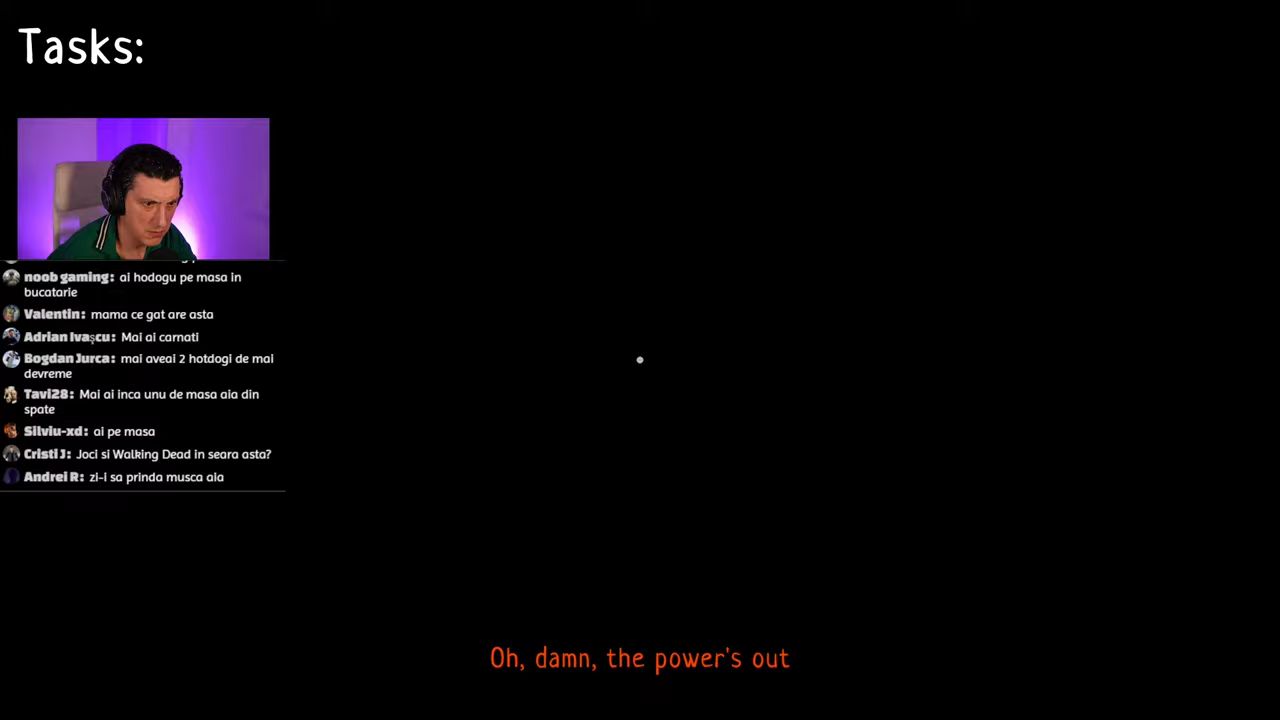 Tasks:
noob gaming: ai hodogu pe masa in
bucatarie
Valentin: mama ce gat are asta
Adrian Ivașcu: Mai ai carnati
Bogdan Jurca: mai aveai 2 hotdogi de mai
devreme
Tavi28: Mai ai inca unu de masa aia din
spate
Silviu-xd: ai pe masa
Cristi J: Joci si Walking Dead in seara asta?
Andrei R: zi-i sa prinda musca aia
Oh, damn, the power's out